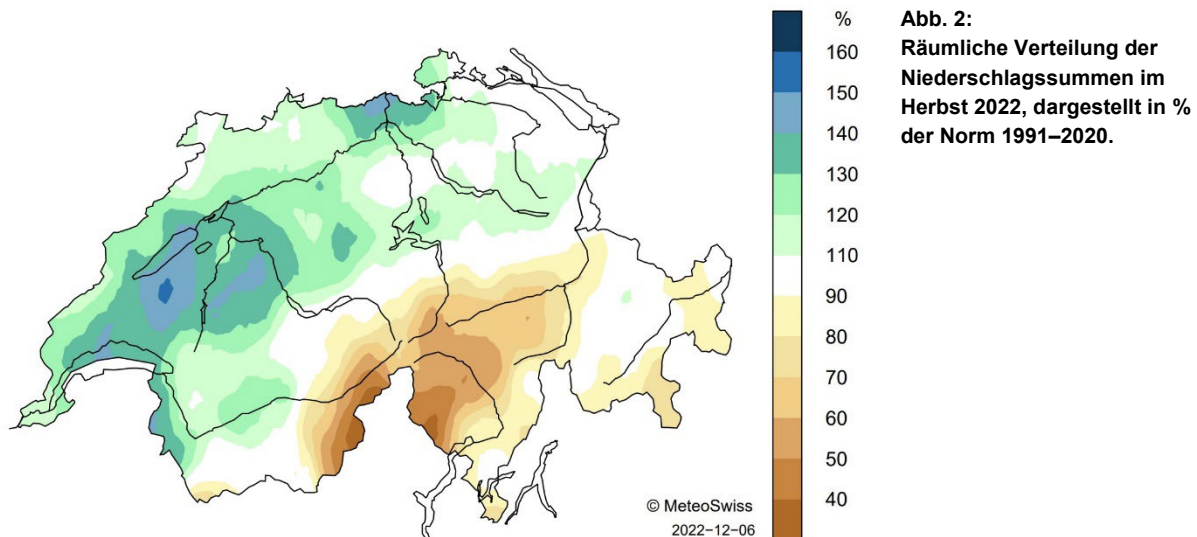 %
160
150
140
130
120
110
90
80
70
60
50
40
© MeteoSwiss
2022-12-06
Abb. 2:
Räumliche Verteilung der
Niederschlagssummen im
Herbst 2022, dargestellt in %
der Norm 1991–2020.